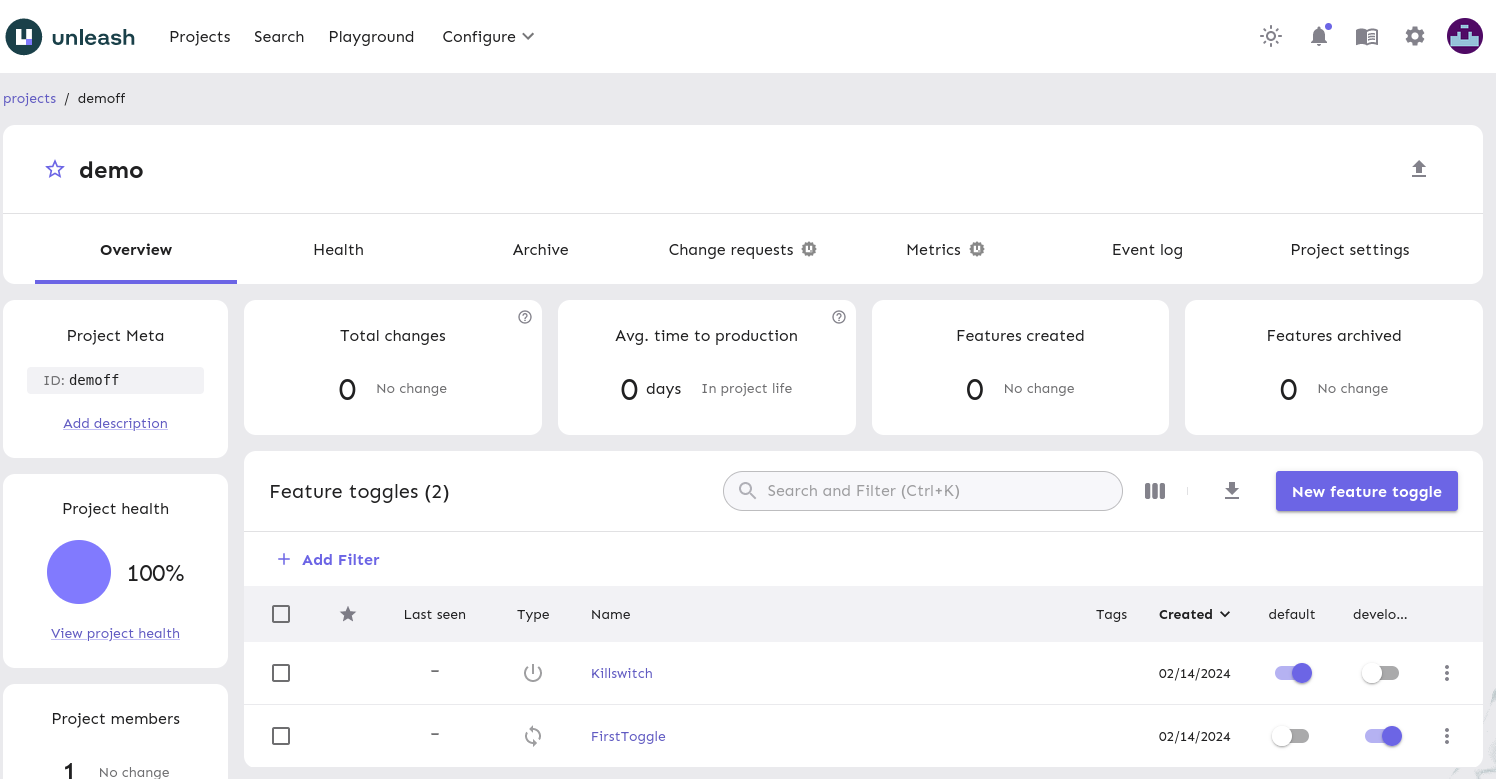 unleash Projects Search Playground Configure
projects / demoff
demo
Overview Health Archive Change requests Metrics Event log Project settings
Project Meta
ID: demoff
Add description
Total changes
0 No change
Avg. time to production
0 days In project life
Features created
0 No change
Features archived
0 No change
Project health
100%
View project health
Project members
1 No change
Feature toggles (2) Search and Filter (Ctrl+K) New feature toggle
+ Add Filter
Last seen Type Name Tags Created default develo...
– Killswitch 02/14/2024
– FirstToggle 02/14/2024